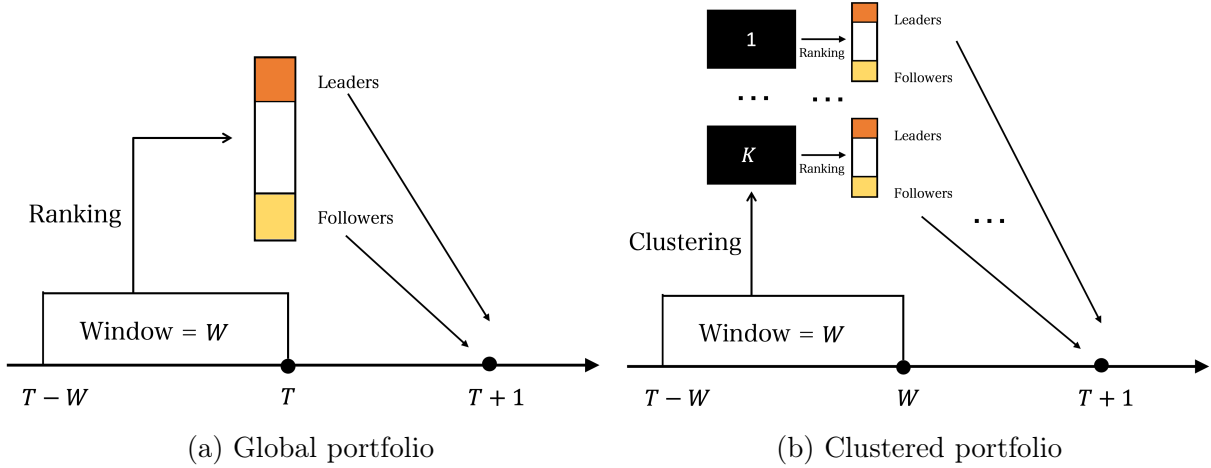 Leaders
Ranking
Followers
Window = W
T − W
T
T + 1
(a) Global portfolio
1
Ranking
Leaders
Followers
... ...
K
Ranking
Leaders
Followers
...
Clustering
Window = W
T − W
W
T + 1
(b) Clustered portfolio